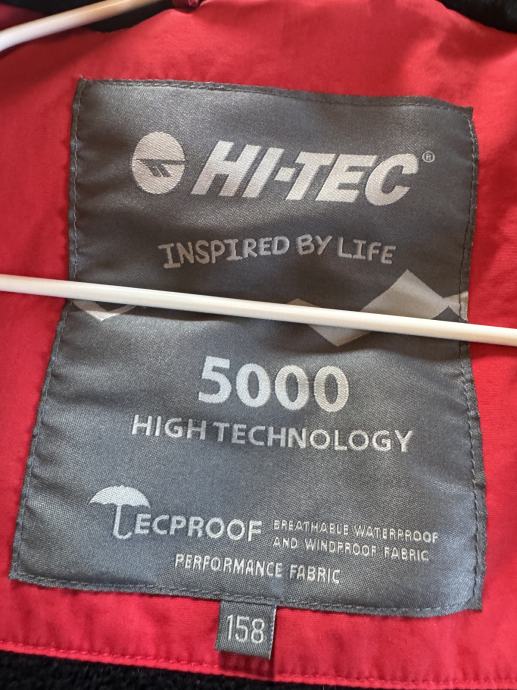 HI-TEC®
INSPIRED BY LIFE
5000
HIGH TECHNOLOGY
TECPROOF
BREATHABLE WATERPROOF
AND WINDPROOF FABRIC
PERFORMANCE FABRIC
158